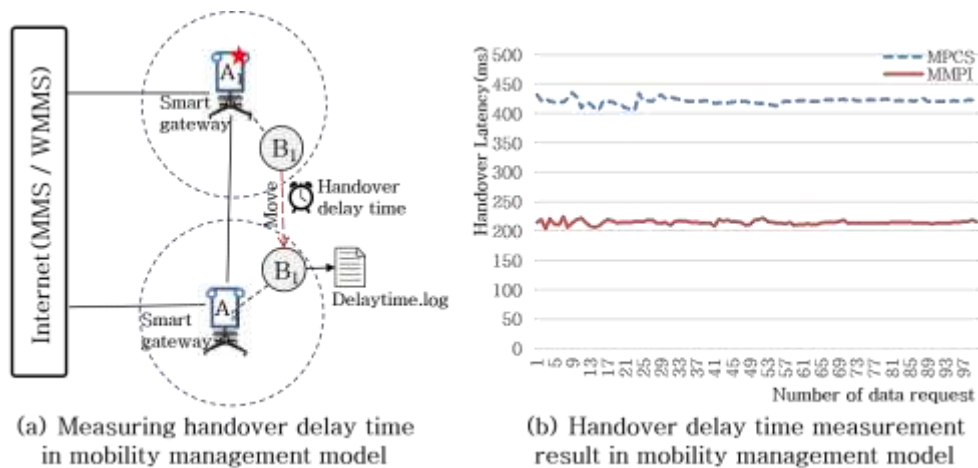 Internet(MMS / WMMS)
A
Smart
gateway
B1
Move
Handover
delay time
B1
Delaytime.log
A
Smart
gateway
(a) Measuring handover delay time
in mobility management model
Handover Latency(ms)
500
450
400
350
300
250
200
150
100
50
0
MPCS
MMPI
1 5 9 13 17 21 25 29 33 37 41 45 49 53 57 61 65 69 73 77 81 85 89 93 97
Number of data request
(b) Handover delay time measurement
result in mobility management model